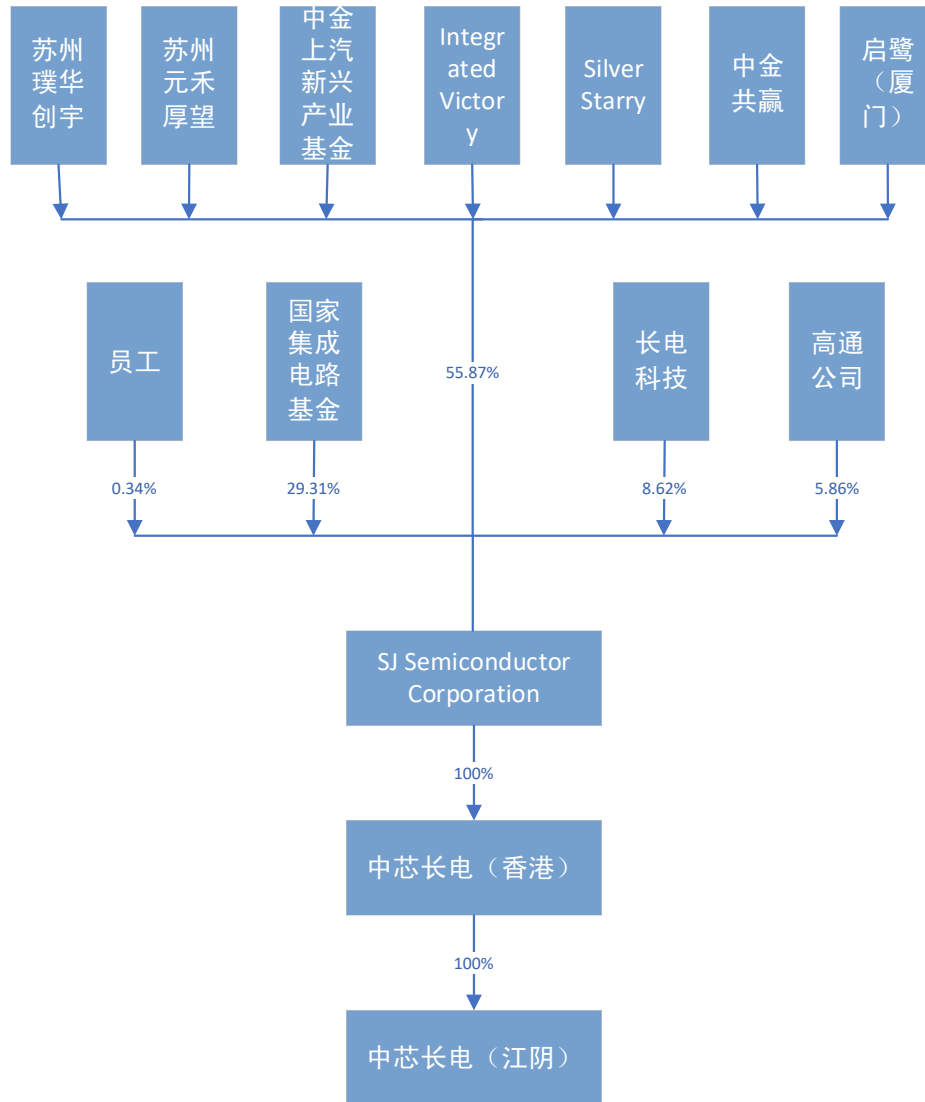 苏州
璞华
创宇
苏州
元禾
厚望
中金
上汽
新兴
产业
基金
Integr
ated
Victor
y
Silver
Starry
中金
共赢
启鹭
（厦
门）
员工
国家
集成
电路
基金
55.87%
长电
科技
高通
公司
0.34%
29.31%
8.62%
5.86%
SJ Semiconductor
Corporation
100%
中芯长电（香港）
100%
中芯长电（江阴）